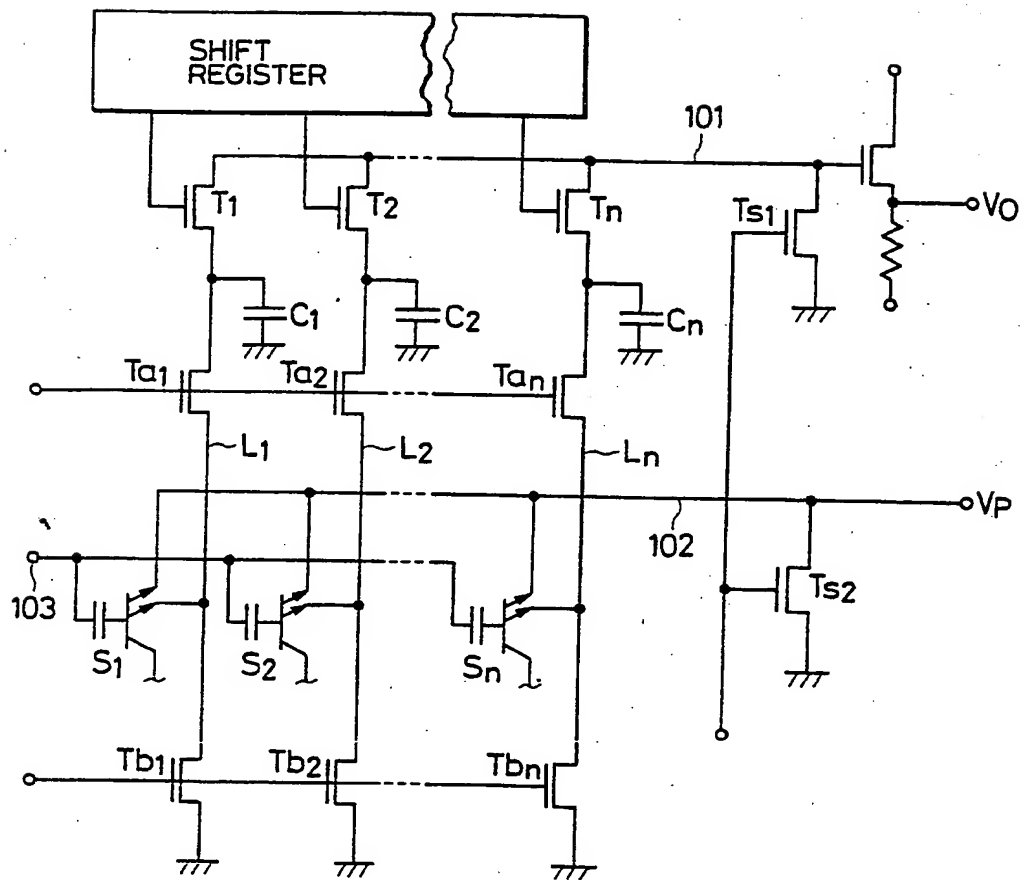 SHIFT
REGISTER
101
T1
T2
Tn
Ts1
VO
C1
C2
Cn
Ta1
Ta2
Tan
L1
L2
Ln
VP
102
103
Ts2
S1
S2
Sn
Tb1
Tb2
Tbn